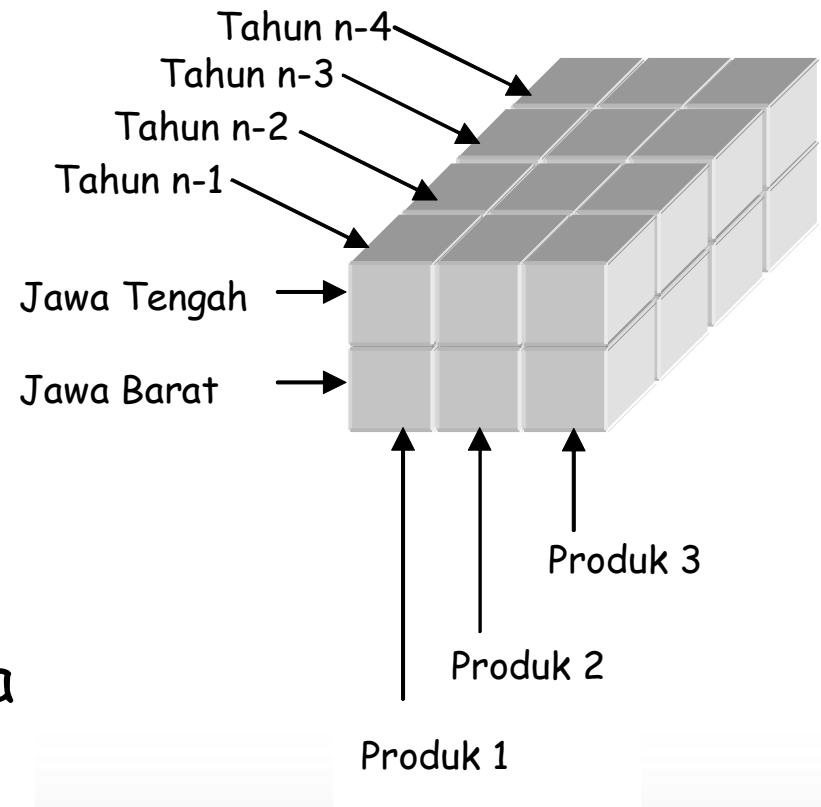 Tahun n-4
Tahun n-3
Tahun n-2
Tahun n-1
Jawa Tengah
Jawa Barat
Produk 3
a
Produk 2
Produk 1